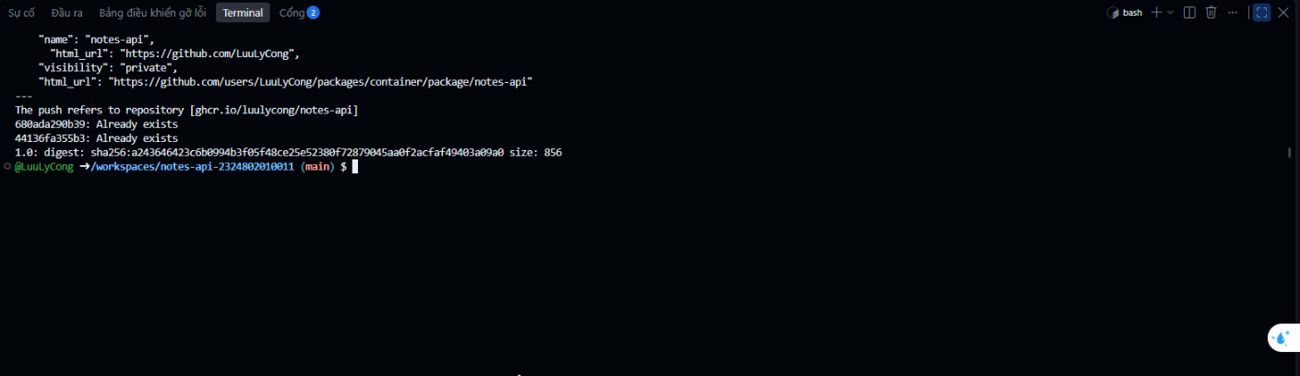 Sự cố Đầu ra Bảng điều khiển gỡ lỗi Terminal Cổng 2 bash
"name": "notes-api",
"html_url": "https://github.com/LuuLyCong",
"visibility": "private",
"html_url": "https://github.com/users/LuuLyCong/packages/container/package/notes-api"
---
The push refers to repository [ghcr.io/luulycong/notes-api]
680ada290b39: Already exists
44136fa355b3: Already exists
1.0: digest: sha256:a243646423c6b0994b3f05f48ce25e52380f72879045aa0f2acfaf49403a09a0 size: 856
@LuuLyCong ➜/workspaces/notes-api-2324802010011 (main) $